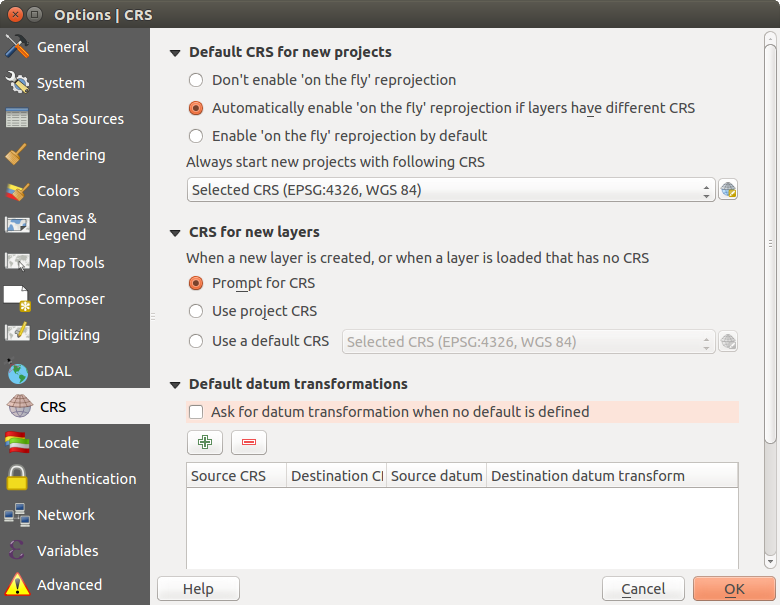 Options | CRS
General
System
Data Sources
Rendering
Colors
Canvas &
Legend
Map Tools
Composer
Digitizing
GDAL
CRS
Locale
Authentication
Network
Variables
Advanced
Default CRS for new projects
Don't enable 'on the fly' reprojection
Automatically enable 'on the fly' reprojection if layers have different CRS
Enable 'on the fly' reprojection by default
Always start new projects with following CRS
Selected CRS (EPSG:4326, WGS 84)
CRS for new layers
When a new layer is created, or when a layer is loaded that has no CRS
Prompt for CRS
Use project CRS
Use a default CRS
Selected CRS (EPSG:4326, WGS 84)
Default datum transformations
Ask for datum transformation when no default is defined
Source CRS Destination CI Source datum Destination datum transform
Help
Cancel
OK